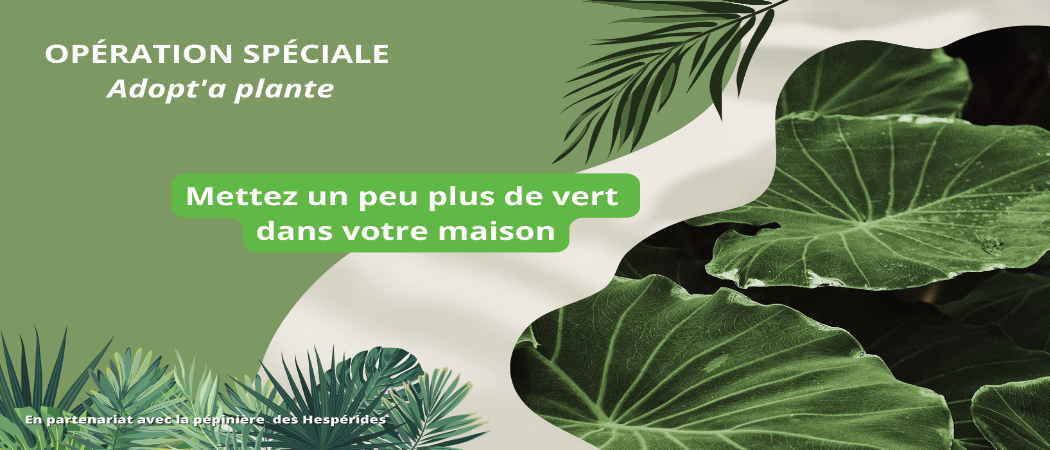 OPÉRATION SPÉCIALE
Adopt'a plante
Mettez un peu plus de vert
dans votre maison
En partenariat avec la pépinière des Hespérides